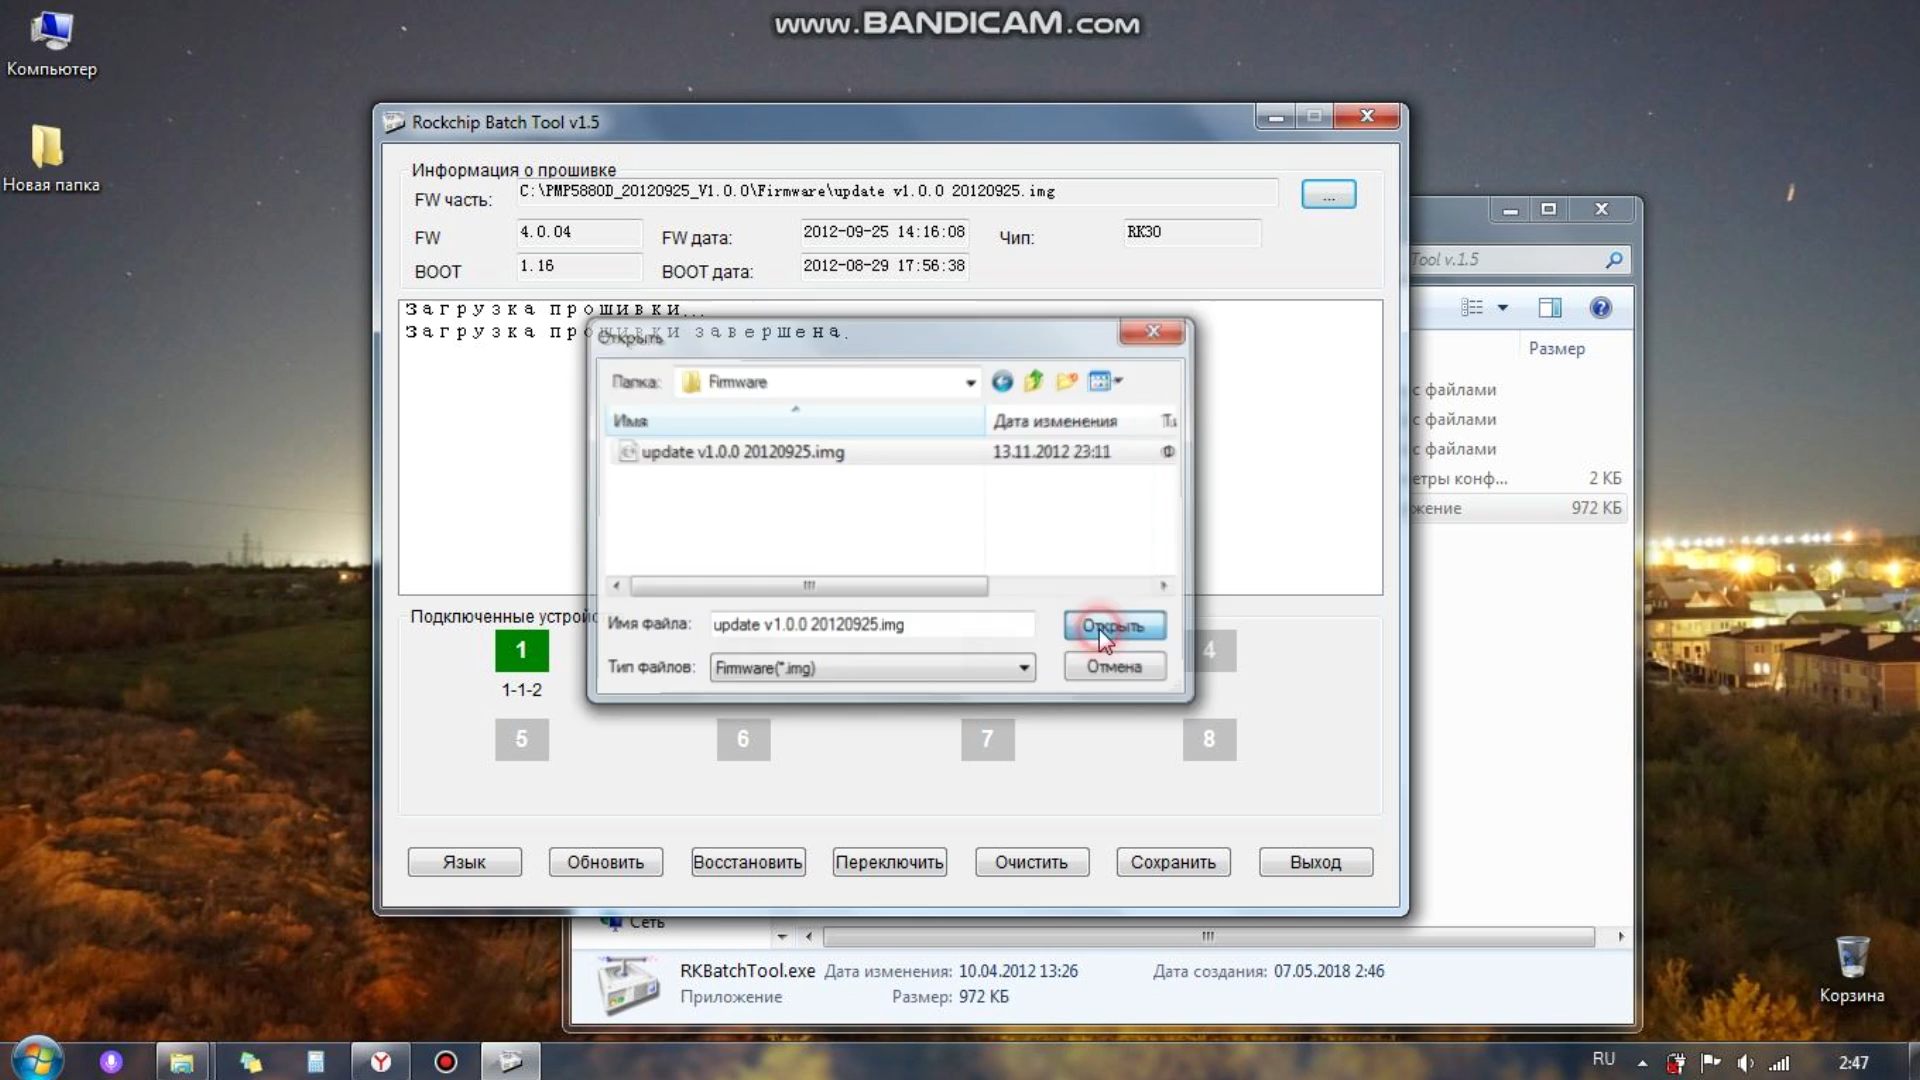 www.BANDICAM.com
Компьютер
Новая папка
Rockchip Batch Tool v1.5
Информация о прошивке
FW часть:
C:\PMP5880D_20120925_V1.0.0\Firmware\update v1.0.0 20120925.img
...
FW
4.0.04
FW дата:
2012-09-25 14:16:08
Чип:
RK30
BOOT
1.16
BOOT дата:
2012-08-29 17:56:38
Tool v.1.5
Загрузка прошивки...
Загрузка прошивки завершена.
Открыть
Папка:
Firmware
Имя
Дата изменения
Ти
update v1.0.0 20120925.img
13.11.2012 23:11
Ф
Имя файла:
update v1.0.0 20120925.img
Открыть
Тип файлов:
Firmware(*.img)
Отмена
Размер
с файлами
с файлами
с файлами
етры конф...
2 КБ
жение
972 КБ
Подключенные устройс
1
4
1-1-2
5
6
7
8
Язык
Обновить
Восстановить
Переключить
Очистить
Сохранить
Выход
Сеть
RKBatchTool.exe
Дата изменения: 10.04.2012 13:26
Дата создания: 07.05.2018 2:46
Приложение
Размер: 972 КБ
Корзина
RU
2:47